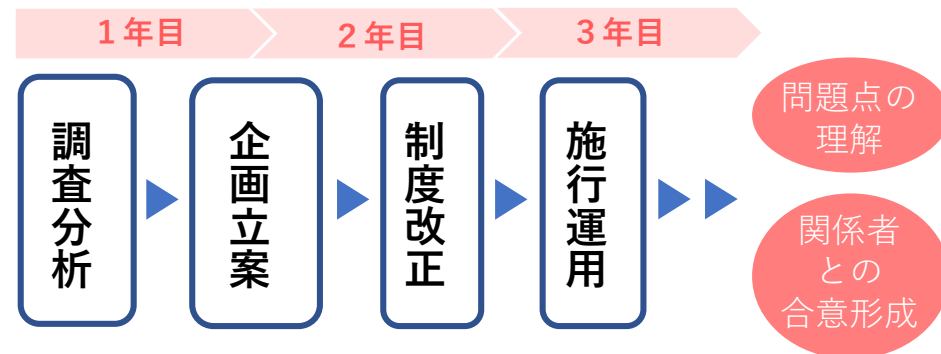 1年目
2年目
3年目
調査分析
企画立案
制度改正
施行運用
問題点の
理解
関係者
との
合意形成